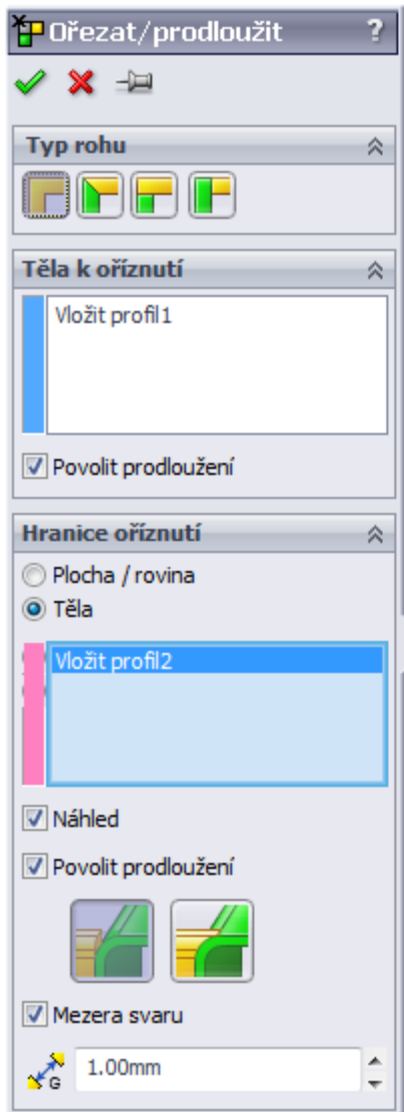 Ořezat/prodloužit ?
Typ rohu
Těla k oříznutí
Vložit profil1
Povolit prodloužení
Hranice oříznutí
Plocha / rovina
Těla
Vložit profil2
Náhled
Povolit prodloužení
Mezera svaru
G 1.00mm